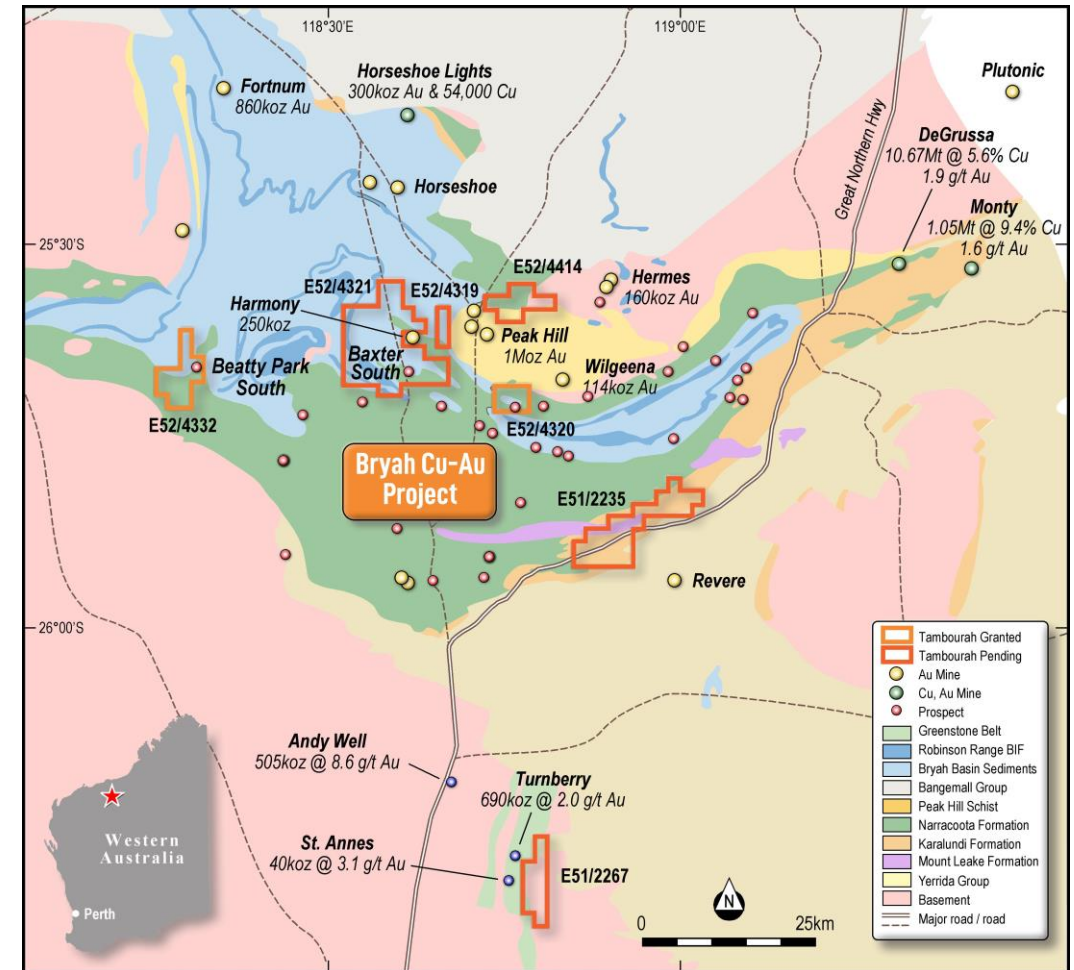 118°30'E
119°00'E
Fortnum
860koz Au
Horseshoe Lights
300koz Au & 54,000 Cu
Plutonic
Great Northern Hwy
DeGrussa
10.67Mt @ 5.6% Cu
1.9 g/t Au
Horseshoe
Monty
1.05Mt @ 9.4% Cu
1.6 g/t Au
25°30'S
E52/4321
E52/4319
E52/4414
Hermes
160koz Au
Harmony
250koz
Peak Hill
1Moz Au
Baxter
South
Beatty Park
South
Wilgeena
114koz Au
E52/4332
E52/4320
Bryah Cu-Au
Project
E51/2235
Revere
26°00'S
Andy Well
505koz @ 8.6 g/t Au
Turnberry
690koz @ 2.0 g/t Au
St. Annes
40koz @ 3.1 g/t Au
E51/2267
Western
Australia
Perth
N
0
25km
Tambourah Granted
Tambourah Pending
Au Mine
Cu, Au Mine
Prospect
Greenstone Belt
Robinson Range BIF
Bryah Basin Sediments
Bangemall Group
Peak Hill Schist
Narracoota Formation
Karalundi Formation
Mount Leake Formation
Yerrida Group
Basement
Major road / road